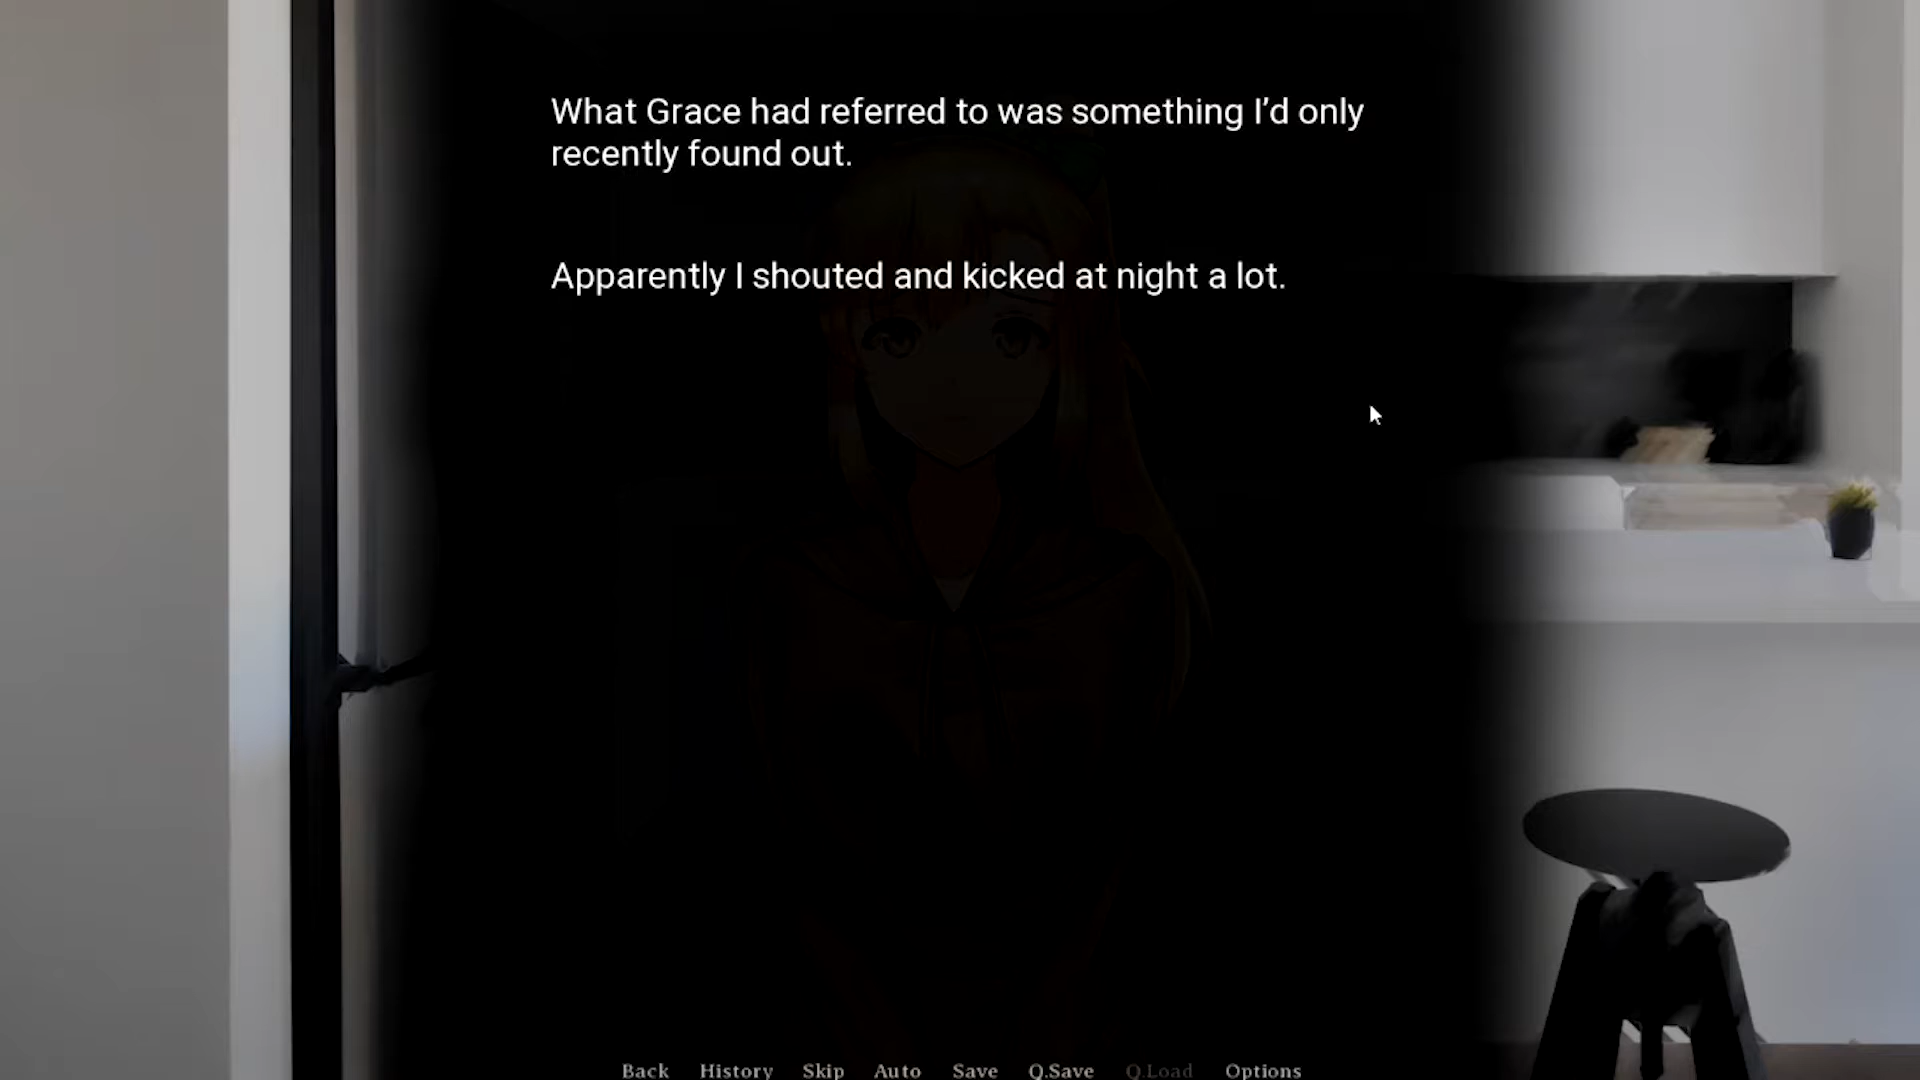 What Grace had referred to was something I’d only
recently found out.
Apparently I shouted and kicked at night a lot.
Back History Skip Auto Save Q.Save Q.Load Options